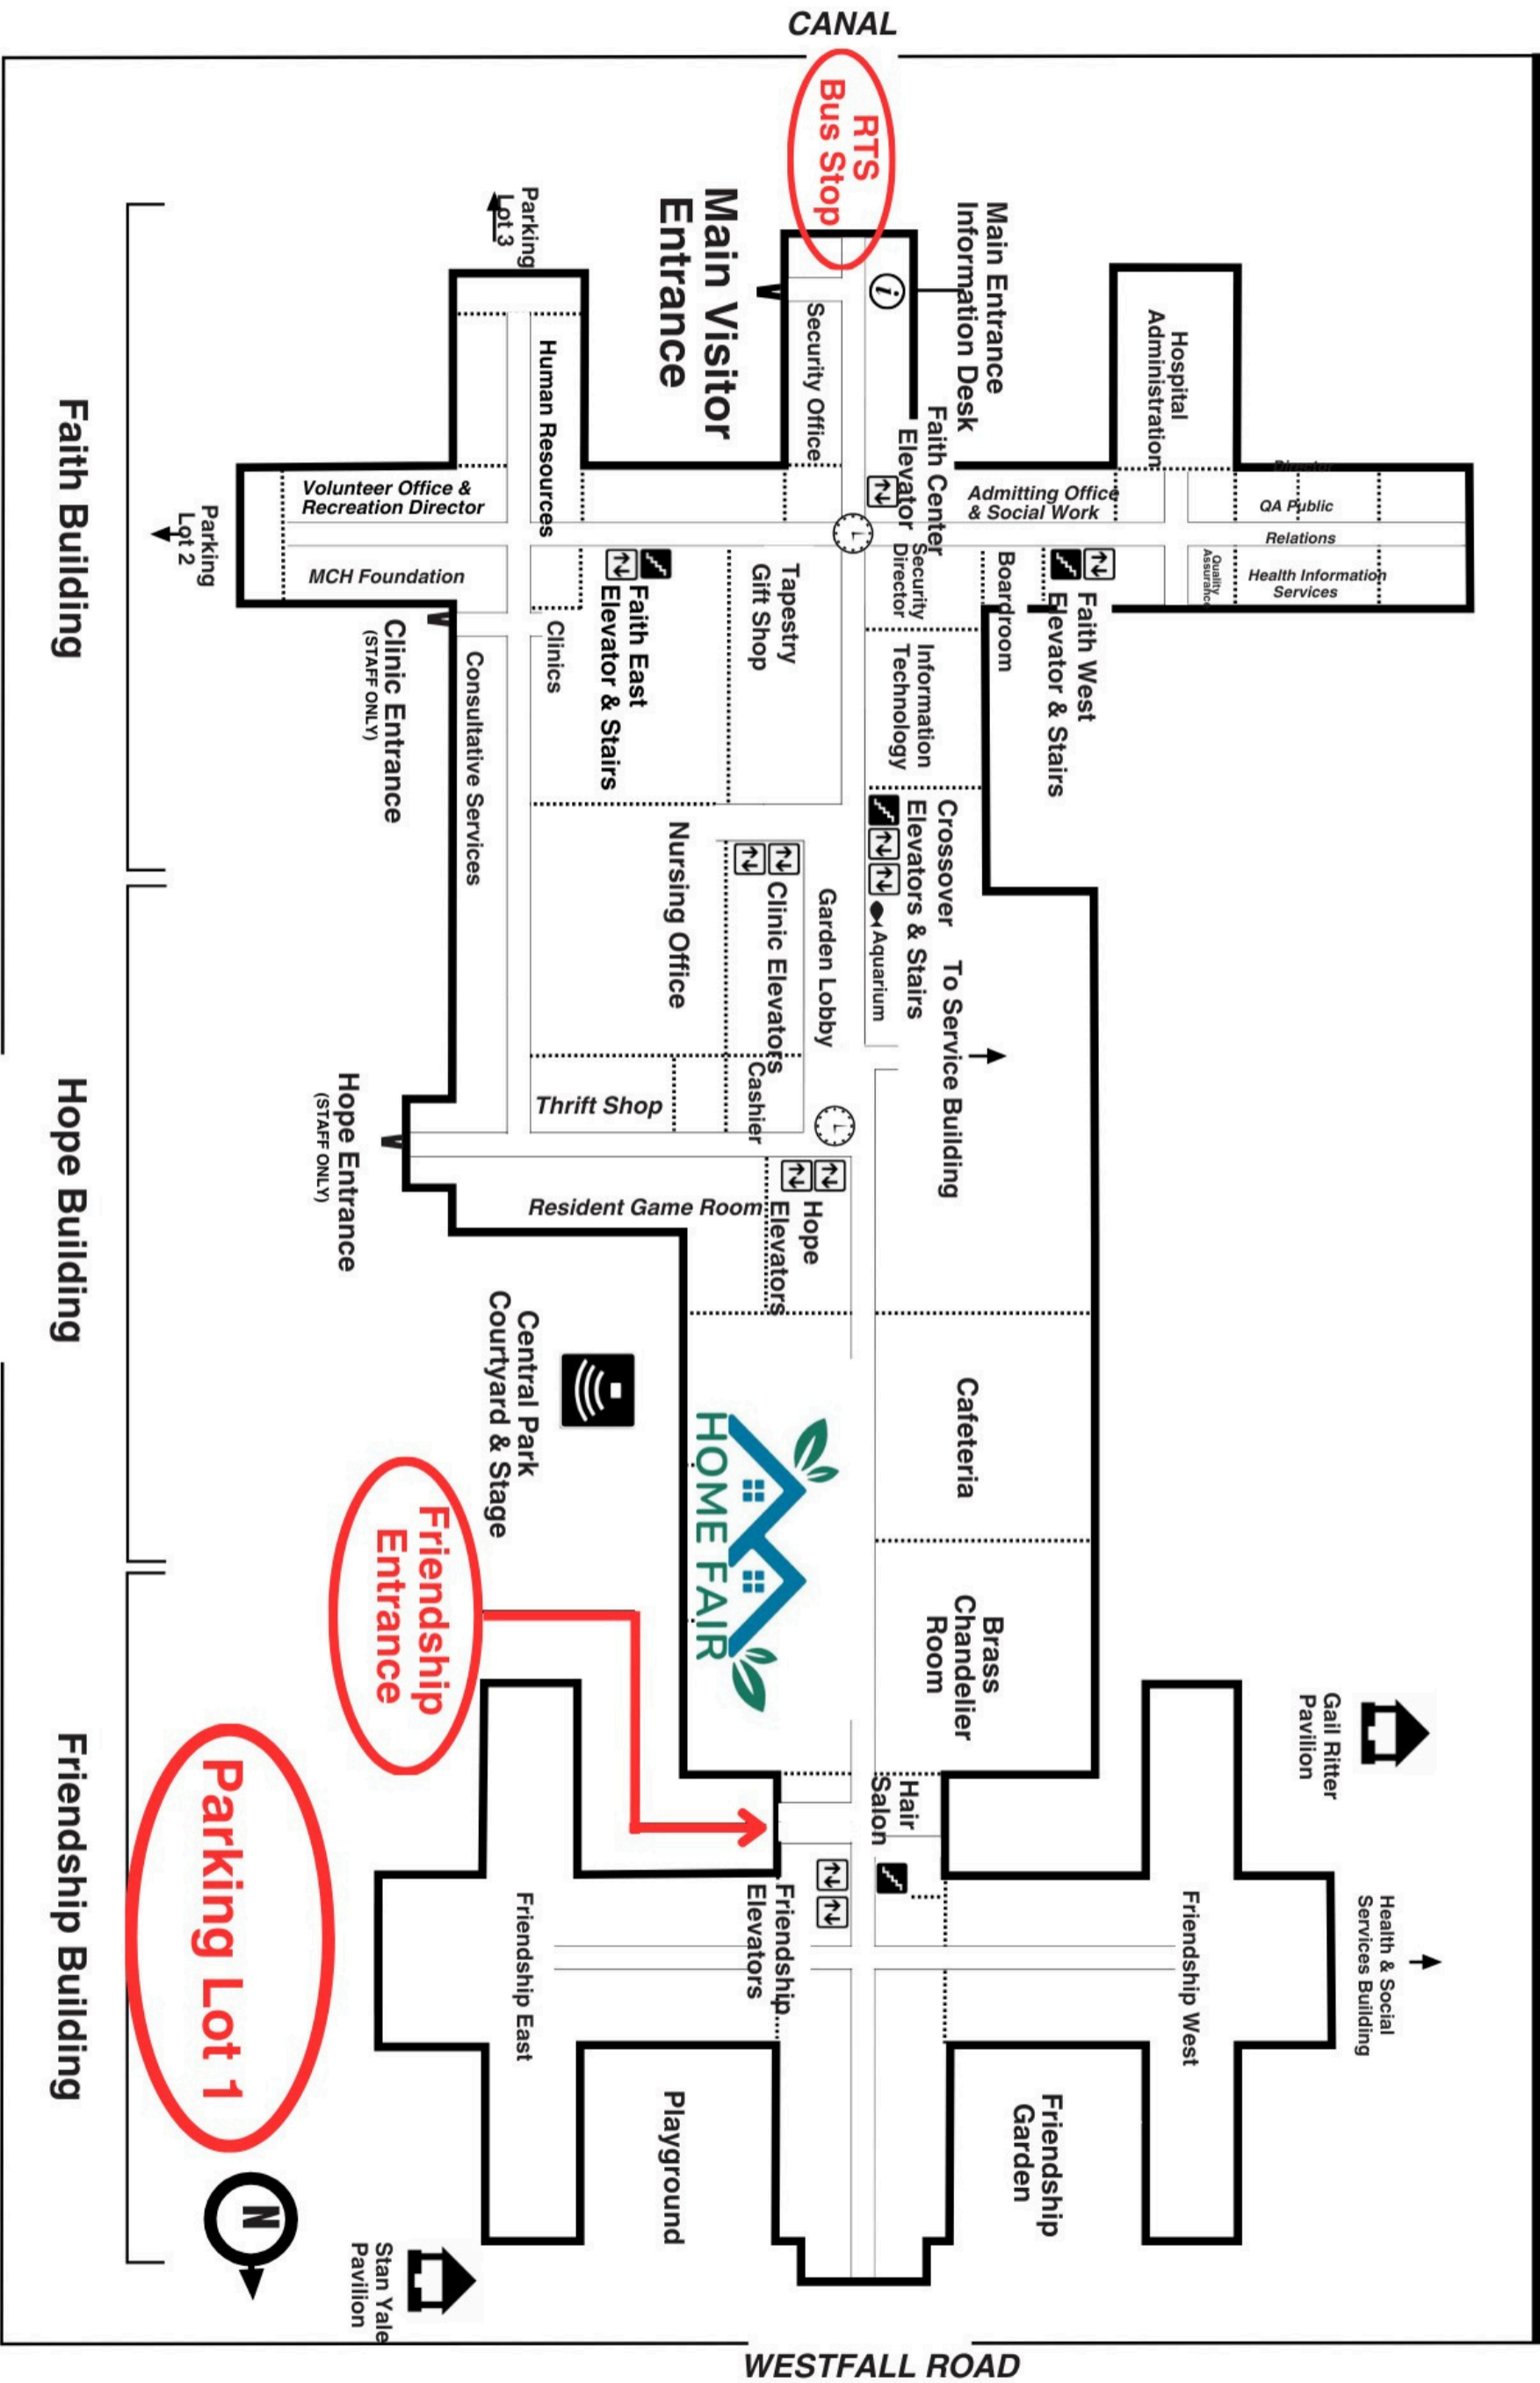 CANAL
RTS
Bus Stop
Main Entrance
Information Desk
Parking
Lot 3
Main Visitor
Entrance
i
Security Office
Hospital
Administration
Human Resources
Faith Center
Elevator
Volunteer Office &
Recreation Director
Admitting Office
& Social Work
Director
QA Public
Relations
Parking
Lot 2
MCH Foundation
Security
Director
Boardroom
Quality
Assurance
Health Information
Services
Faith Building
Clinic Entrance
(STAFF ONLY)
Clinics
Faith East
Elevator & Stairs
Tapestry
Gift Shop
Information
Technology
Faith West
Elevator & Stairs
Consultative Services
Nursing Office
Clinic Elevators
Garden Lobby
Crossover
Elevators & Stairs
Aquarium
To Service Building
Cashier
Thrift Shop
Hope Building
Hope Entrance
(STAFF ONLY)
Resident Game Room
Hope
Elevators
Central Park
Courtyard & Stage
HOME FAIR
Cafeteria
Friendship
Entrance
Brass
Chandelier
Room
Hair
Salon
Gail Ritter
Pavilion
Friendship Building
Parking Lot 1
Friendship East
Friendship
Elevators
Friendship West
Health & Social
Services Building
Playground
Friendship
Garden
N
Stan Yale
Pavilion
WESTFALL ROAD